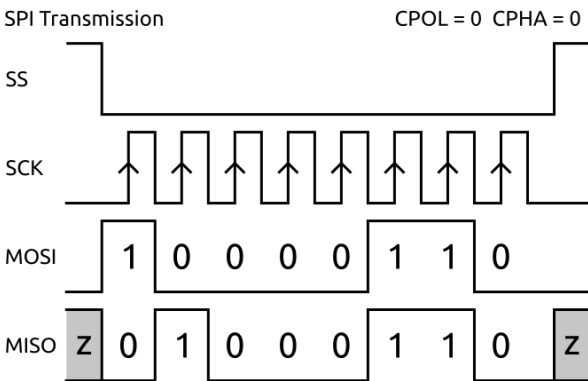 SPI Transmission CPOL = 0 CPHA = 0
SS
SCK
MOSI 1 0 0 0 0 1 1 0
MISO Z 0 1 0 0 0 1 1 0 Z